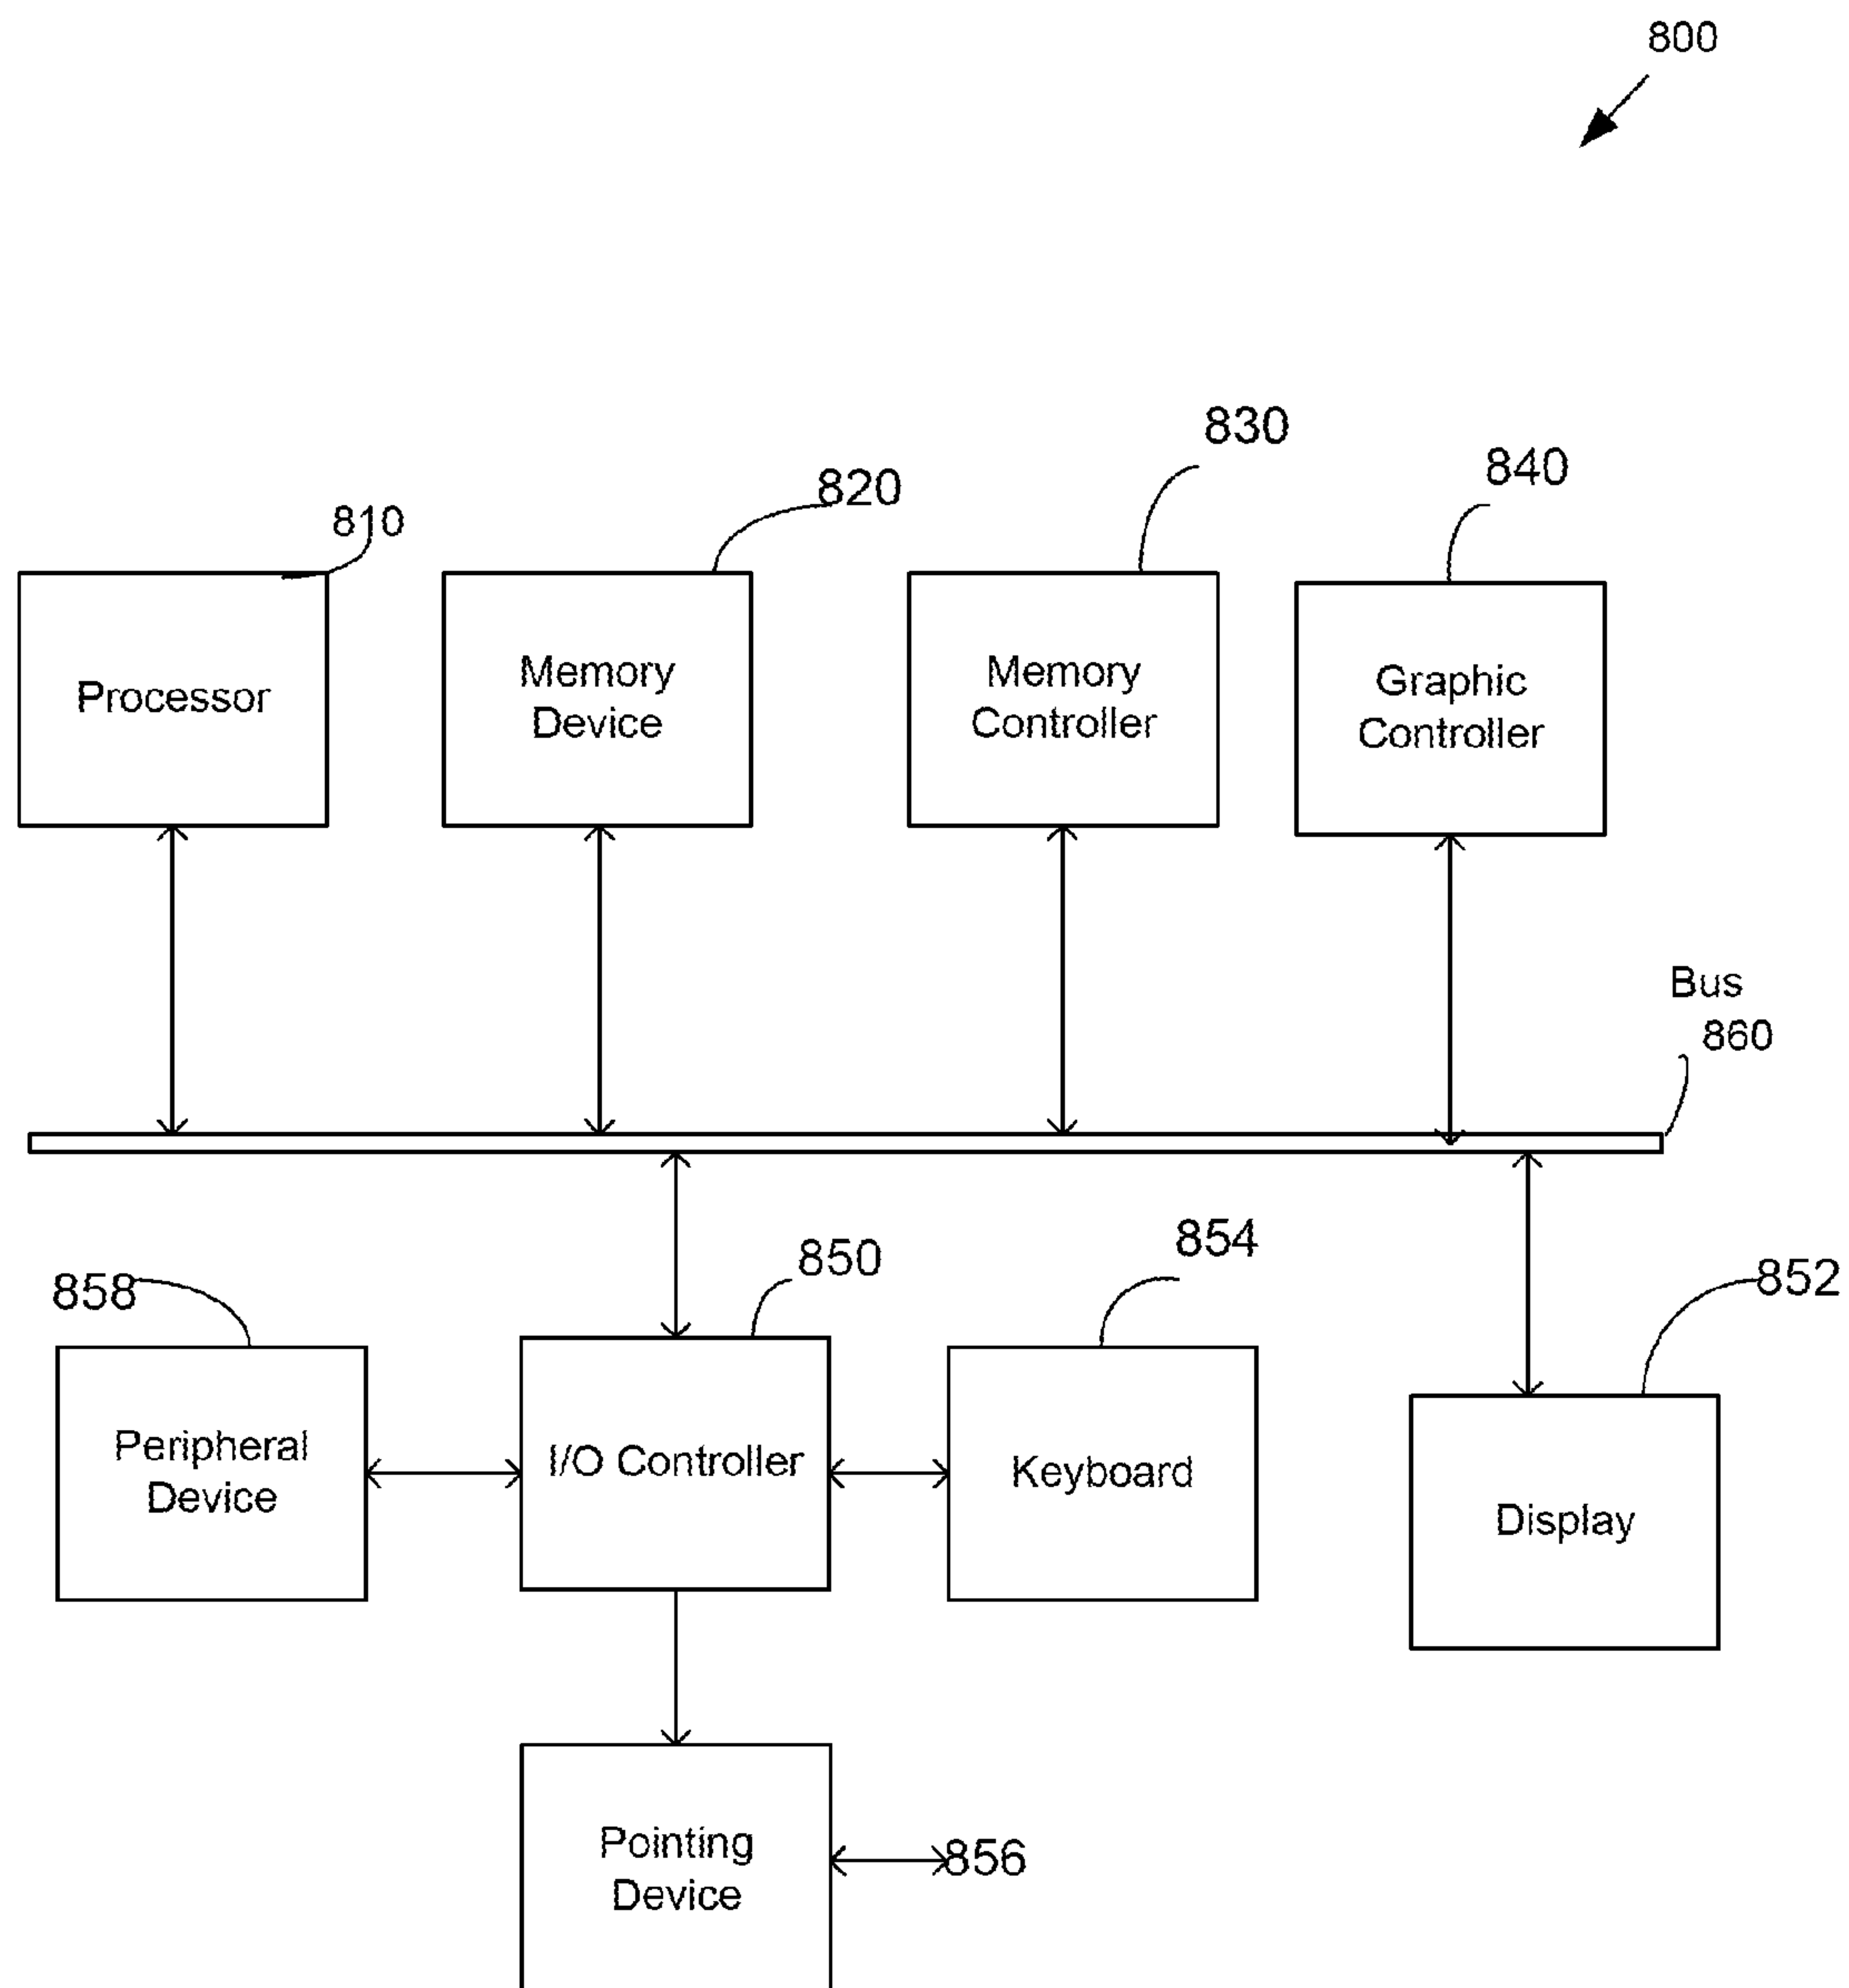 800
830
840
820
810
Processor
Memory
Device
Memory
Controller
Graphic
Controller
Bus
860
854
850
852
858
Peripheral
Device
I/O Controller
Keyboard
Display
Pointing
Device
856